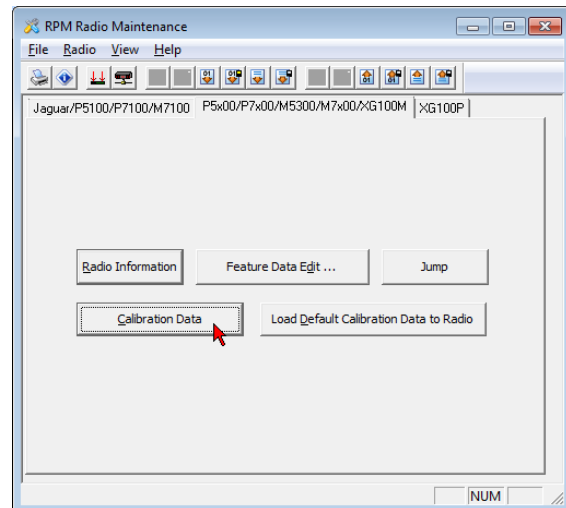 RPM Radio Maintenance
File Radio View Help
Jaguar/P5100/P7100/M7100 P5x00/P7x00/M5300/M7x00/XG100M XG100P
Radio Information Feature Data Edit ... Jump
Calibration Data Load Default Calibration Data to Radio
NUM